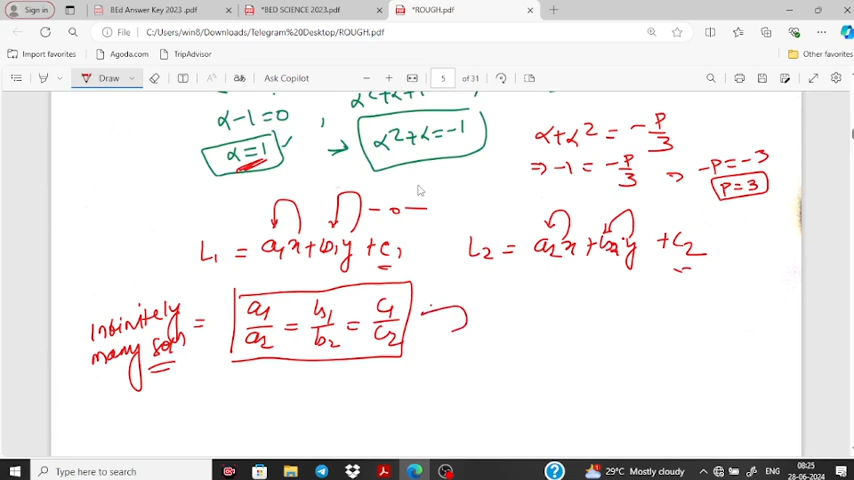 Sign in
BEd Answer Key 2023 .pdf
*BED SCIENCE 2023.pdf
*ROUGH.pdf
File
C:/Users/win8/Downloads/Telegram%20Desktop/ROUGH.pdf
Import favorites
Agoda.com
TripAdvisor
Other favorites
Draw
Ask Copilot
5 of 31
α-1=0 ,
α=1
α²+α=-1
α+α² = -P/3
⇒ -1 = -P/3 ⇒ -P=-3
P=3
L1 = a1x+b1y+c1 -0-
L2 = a2x+b2y+c2
Infinitely
many soln = a1/a2 = b1/b2 = c1/c2
Type here to search
29°C Mostly cloudy
ENG
08:25
28-06-2024